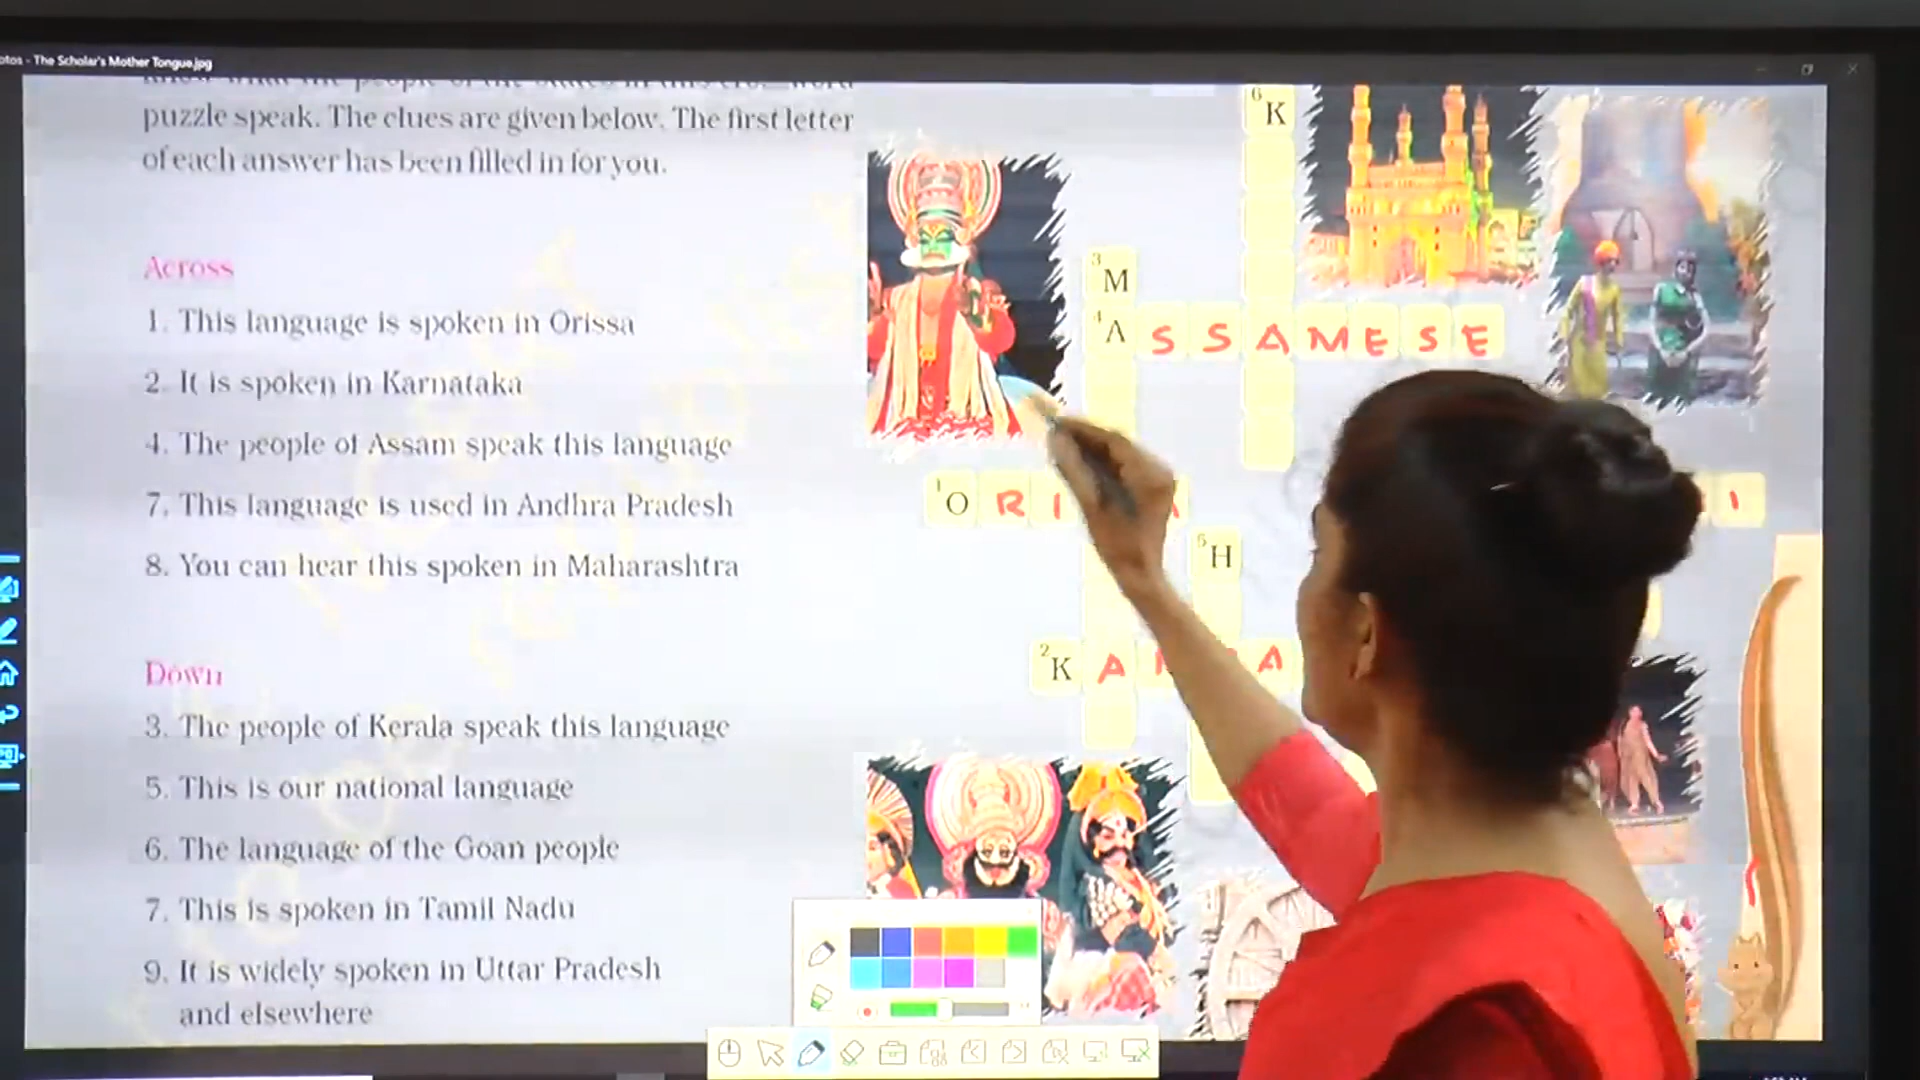 otos - The Scholar's Mother Tongue.jpg
puzzle speak. The clues are given below. The first letter
of each answer has been filled in for you.
Across
1. This language is spoken in Orissa
2. It is spoken in Karnataka
4. The people of Assam speak this language
7. This language is used in Andhra Pradesh
8. You can hear this spoken in Maharashtra
Down
3. The people of Kerala speak this language
5. This is our national language
6. The language of the Goan people
7. This is spoken in Tamil Nadu
9. It is widely spoken in Uttar Pradesh
and elsewhere
6 K
3 M
4 A S S A M E S E
1 O R I
I
5 H
2 K A
A